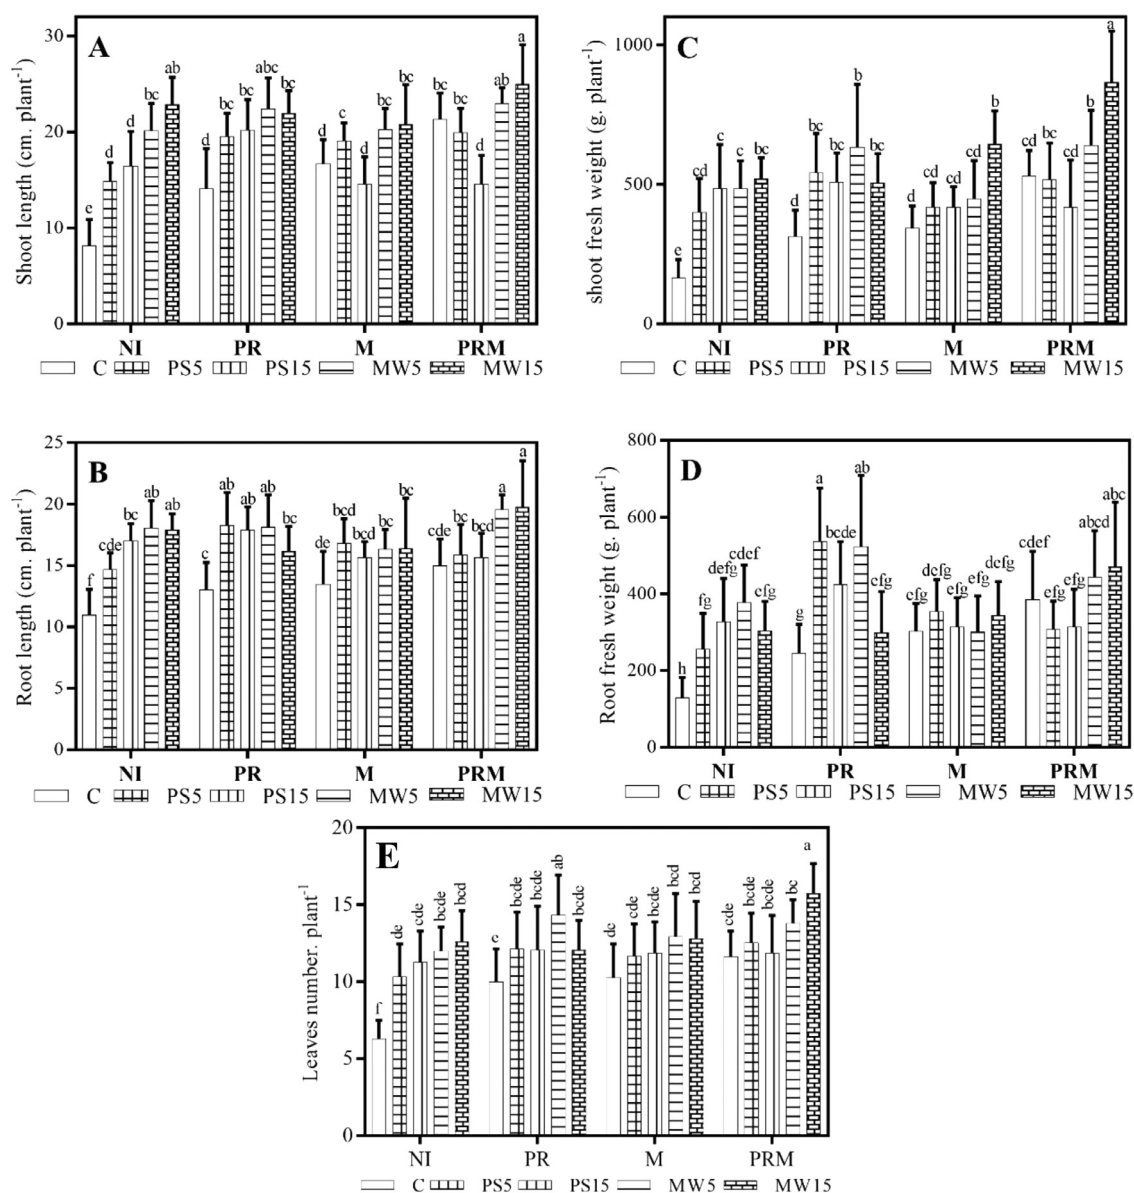 A
Shoot length (cm. plant⁻¹)
30
20
10
0
e d d bc ab
d bc bc abc bc
d c d bc bc
bc bc d ab a
NI PR M PRM
C PS5 PS15 MW5 MW15
C
shoot fresh weight (g. plant⁻¹)
1000
500
0
e cd c c bc
d bc bc b bc
d cd cd cd b
bc bc cd b a
NI PR M PRM
C PS5 PS15 MW5 MW15
B
Root length (cm. plant⁻¹)
25
20
15
10
5
0
f cde bc ab ab
c ab ab ab bc
de bcd bcd bc bc
cde bc bcd a a
NI PR M PRM
C PS5 PS15 MW5 MW15
D
Root fresh weight (g. plant⁻¹)
800
600
400
200
0
h fg defg cdef efg
g a bcde ab efg
efg defg efg efg defg
cdef efg efg abcd abc
NI PR M PRM
C PS5 PS15 MW5 MW15
E
Leaves number. plant⁻¹
20
15
10
5
0
f de cde bcde bcd
e bcde bcde ab bcde
de cde bcde bcd bcd
cde bcde bcde bc a
NI PR M PRM
C PS5 PS15 MW5 MW15